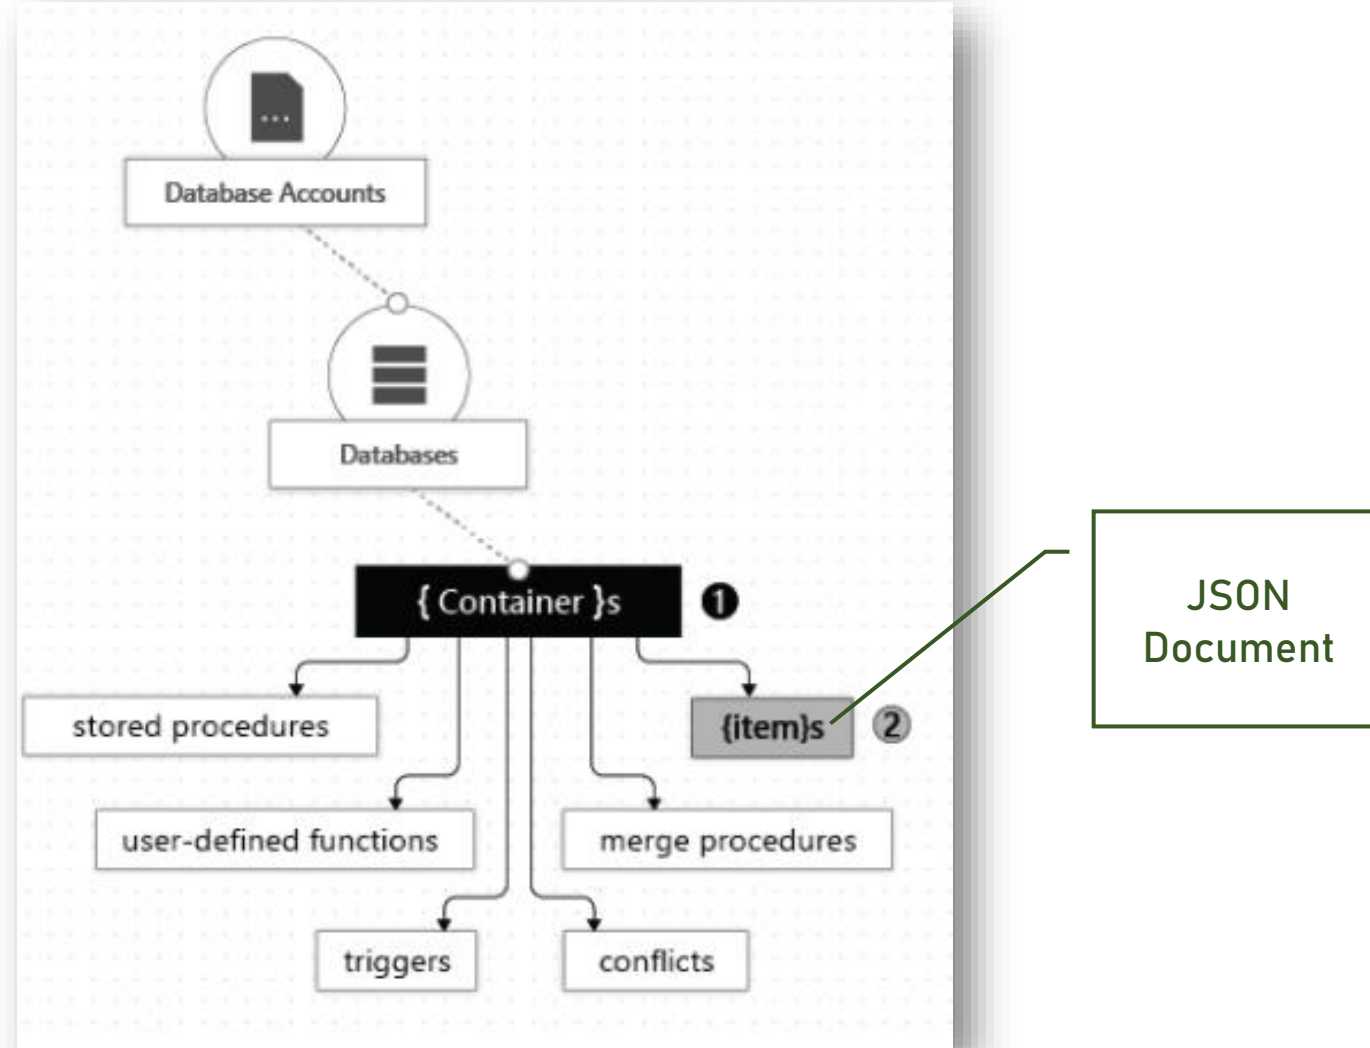 ...
Database Accounts
Databases
{ Container }s
1
stored procedures
{item}s
2
JSON
Document
user-defined functions
merge procedures
triggers
conflicts